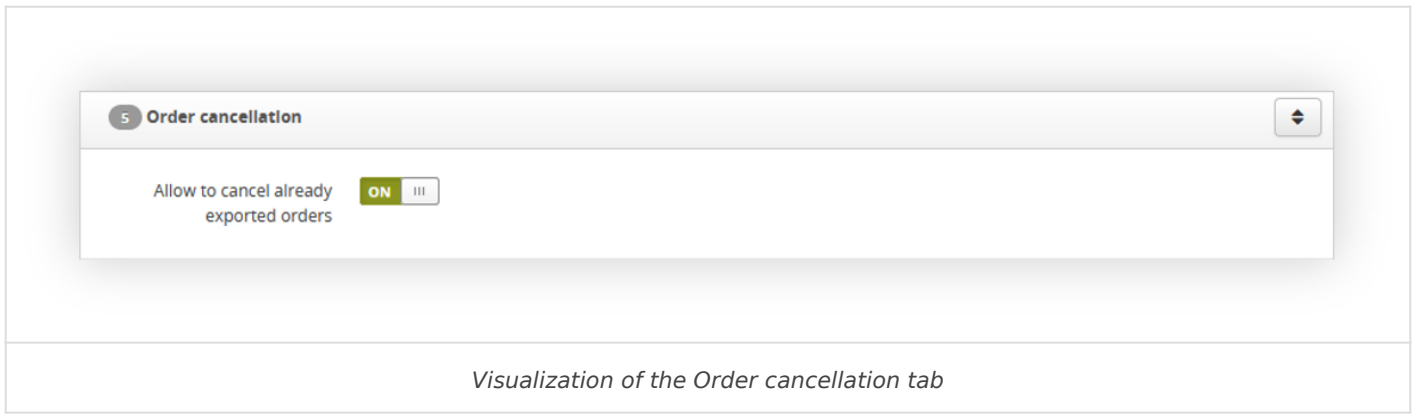 5 Order cancellation
Allow to cancel already
exported orders
ON
Visualization of the Order cancellation tab